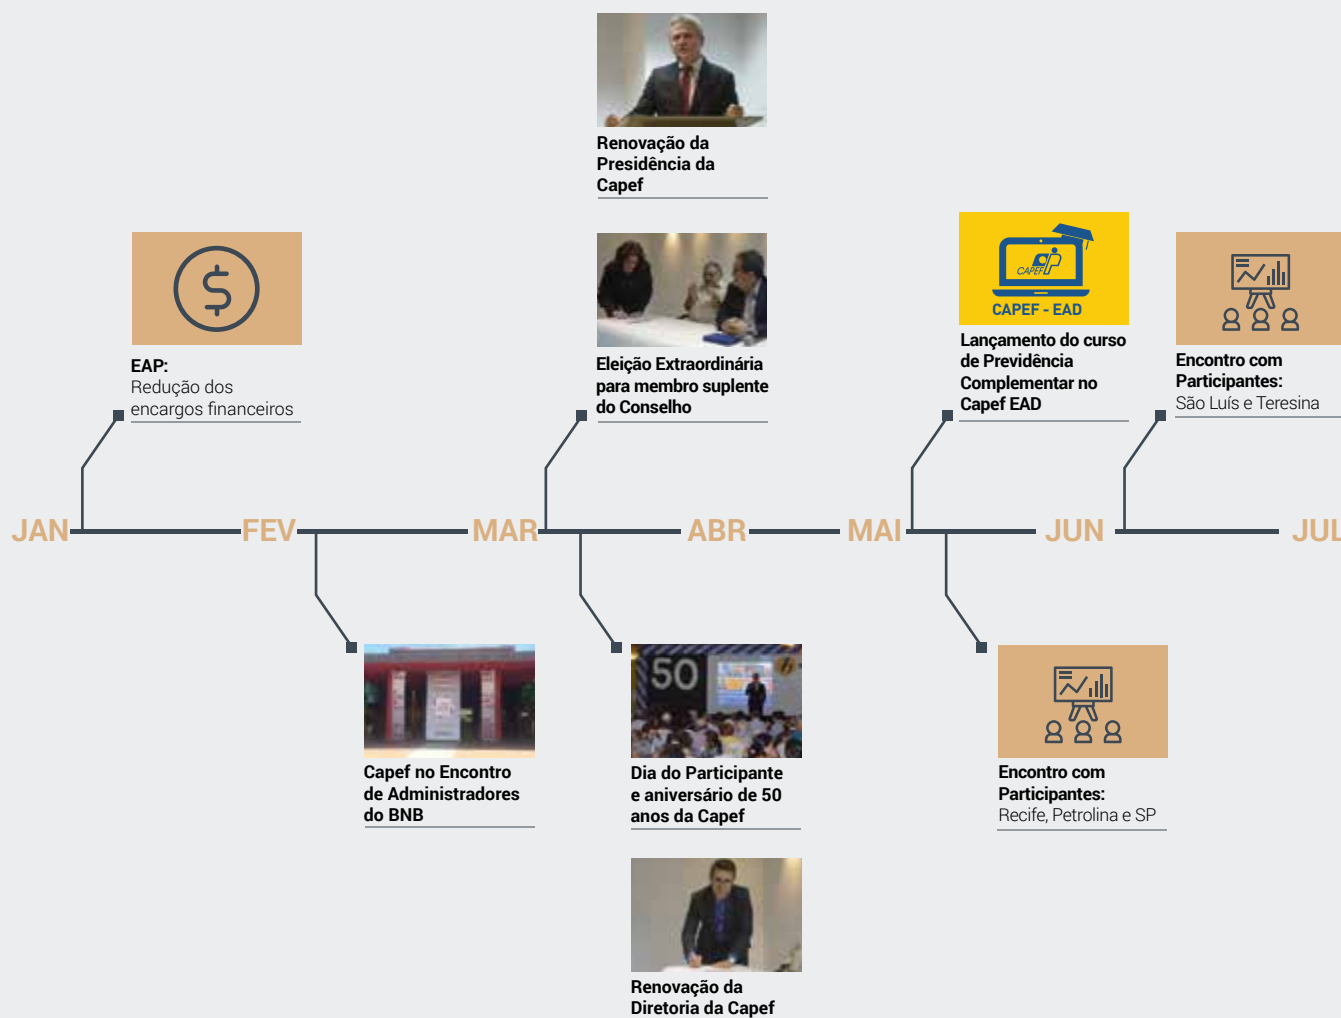 Renovação da
Presidência da
Capef
EAP:
Redução dos
encargos financeiros
Eleição Extraordinária
para membro suplente
do Conselho
CAPEF
CAPEF - EAD
Lançamento do curso
de Previdência
Complementar no
Capef EAD
Encontro com
Participantes:
São Luís e Teresina
JAN
FEV
MAR
ABR
MAI
JUN
JUL
Capef no Encontro
de Administradores
do BNB
50
Dia do Participante
e aniversário de 50
anos da Capef
Encontro com
Participantes:
Recife, Petrolina e SP
Renovação da
Diretoria da Capef